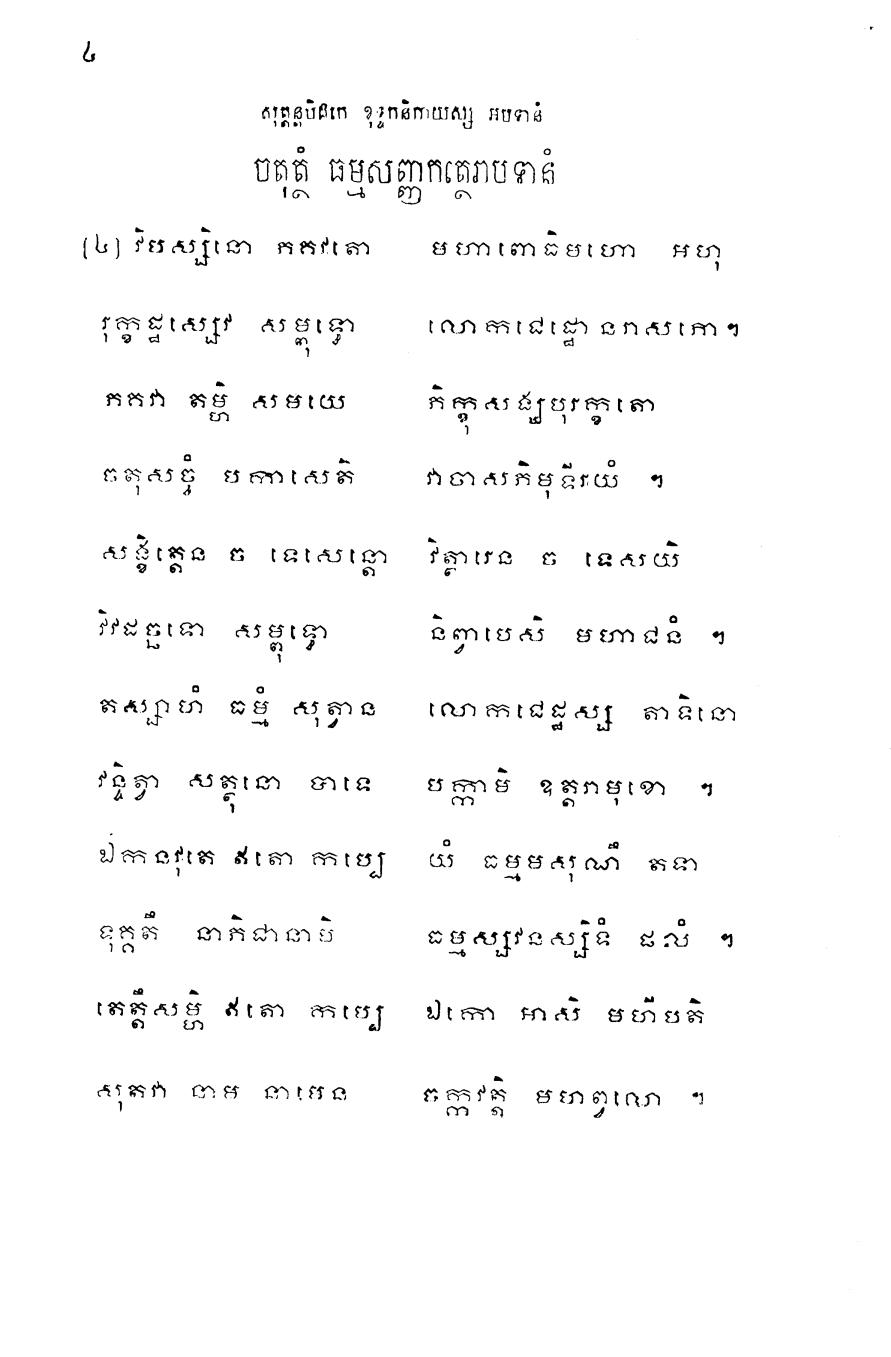 ៤
សុត្តន្តបិដកេ ខុទ្ទកនិកាយស្ស អបទានំ
ចតុត្ថំ ធម្មសញ្ញកត្ថេរាបទានំ
[៤] វិបស្សិនោ ភគវតោ មហាពោធិមហោ អហុ
រុក្ខដ្ឋស្សេវ សម្ពុទ្ធោ លោកជេដ្ឋោ នរាសភោ ។
ភគវា តម្ហិ សមយេ ភិក្ខុសង្ឃបុរក្ខតោ
ចតុសច្ចំ បកាសេតិ វាចាសភិមុទីរយំ ។
សង្ខិត្តេន ច ទេសេន្តោ វិត្ថារេន ច ទេសយិ
វិវដច្ឆទោ សម្ពុទ្ធោ និព្វាបេសិ មហាជនំ ។
តស្សាហំ ធម្មំ សុត្វាន លោកជេដ្ឋស្ស តាទិនោ
វន្ទិត្វា សត្ថុនោ បាទេ បក្កាមិ ឧត្តរាមុខោ ។
ឯកនវុតេ ឥតោ កប្បេ យំ ធម្មមសុណឹ តទា
ទុគ្គតឹ នាភិជានាមិ ធម្មស្សវនស្សិទំ ផលំ ។
តេត្តឹសម្ហិ ឥតោ កប្បេ ឯកោ អាសិ មហីបតិ
សុតវា នាម នាមេន ចក្កវត្តិ មហព្វលោ ។